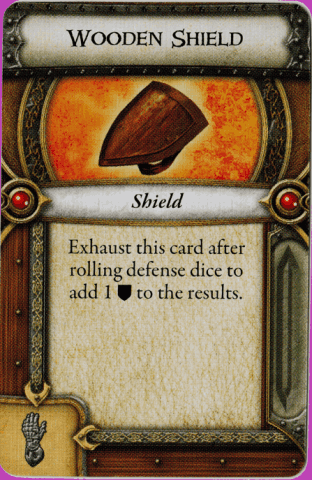 Wooden Shield
Shield
Exhaust this card after
rolling defense dice to
add 1 to the results.